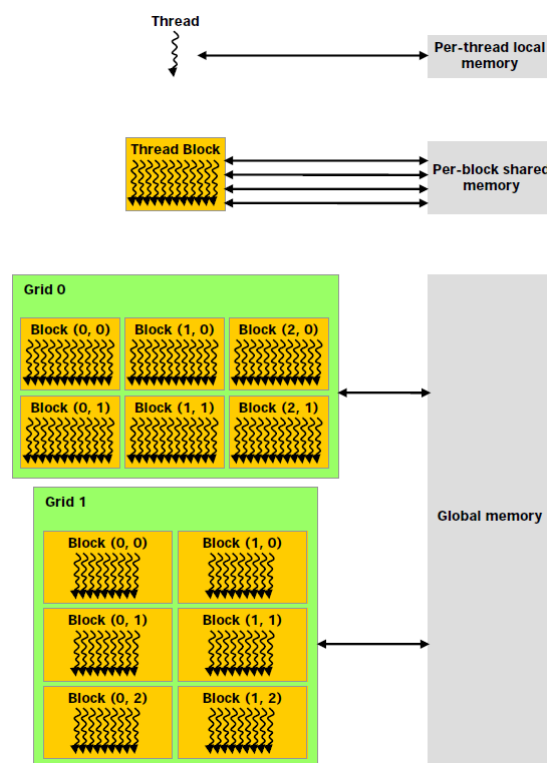 Thread
Per-thread local
memory
Thread Block
Per-block shared
memory
Grid 0
Block (0, 0) Block (1, 0) Block (2, 0)
Block (0, 1) Block (1, 1) Block (2, 1)
Grid 1
Global memory
Block (0, 0) Block (1, 0)
Block (0, 1) Block (1, 1)
Block (0, 2) Block (1, 2)